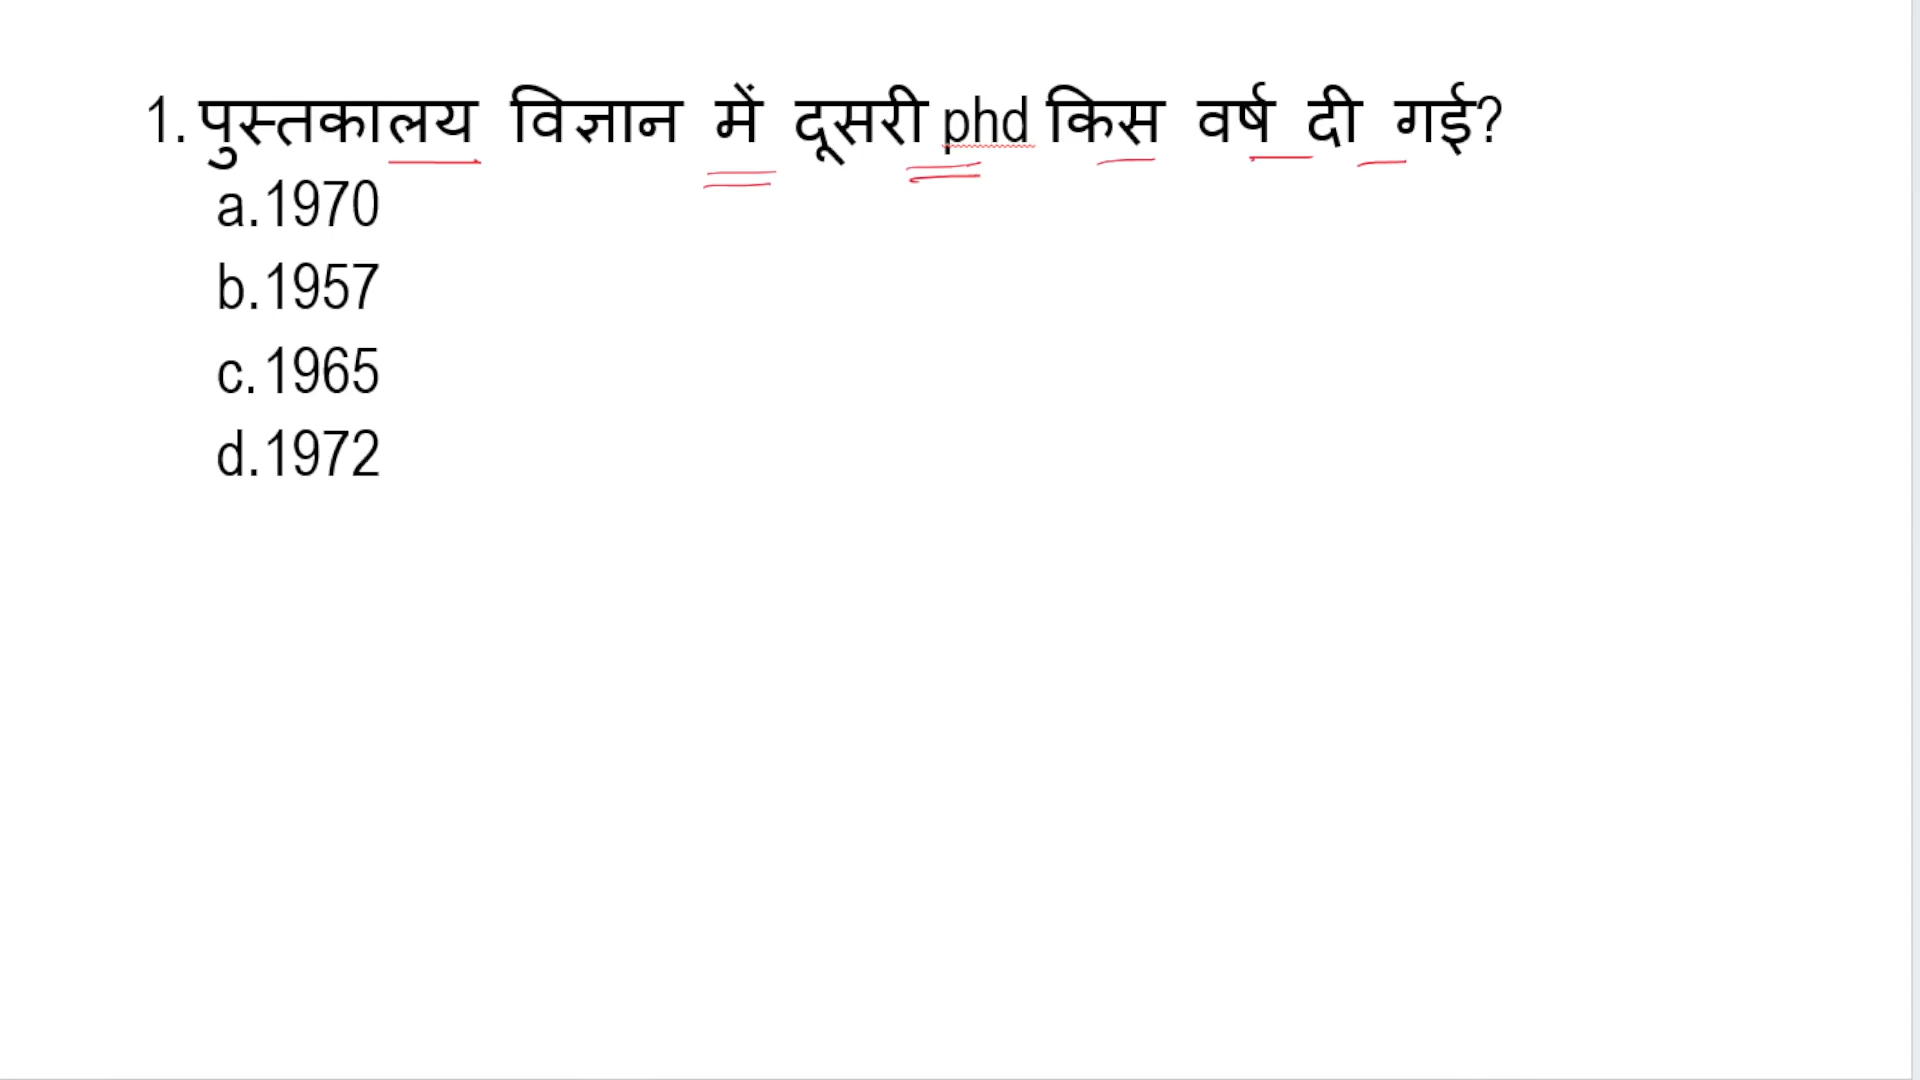 1. पुस्तकालय विज्ञान में दूसरी phd किस वर्ष दी गई?
a.1970
b.1957
c.1965
d.1972